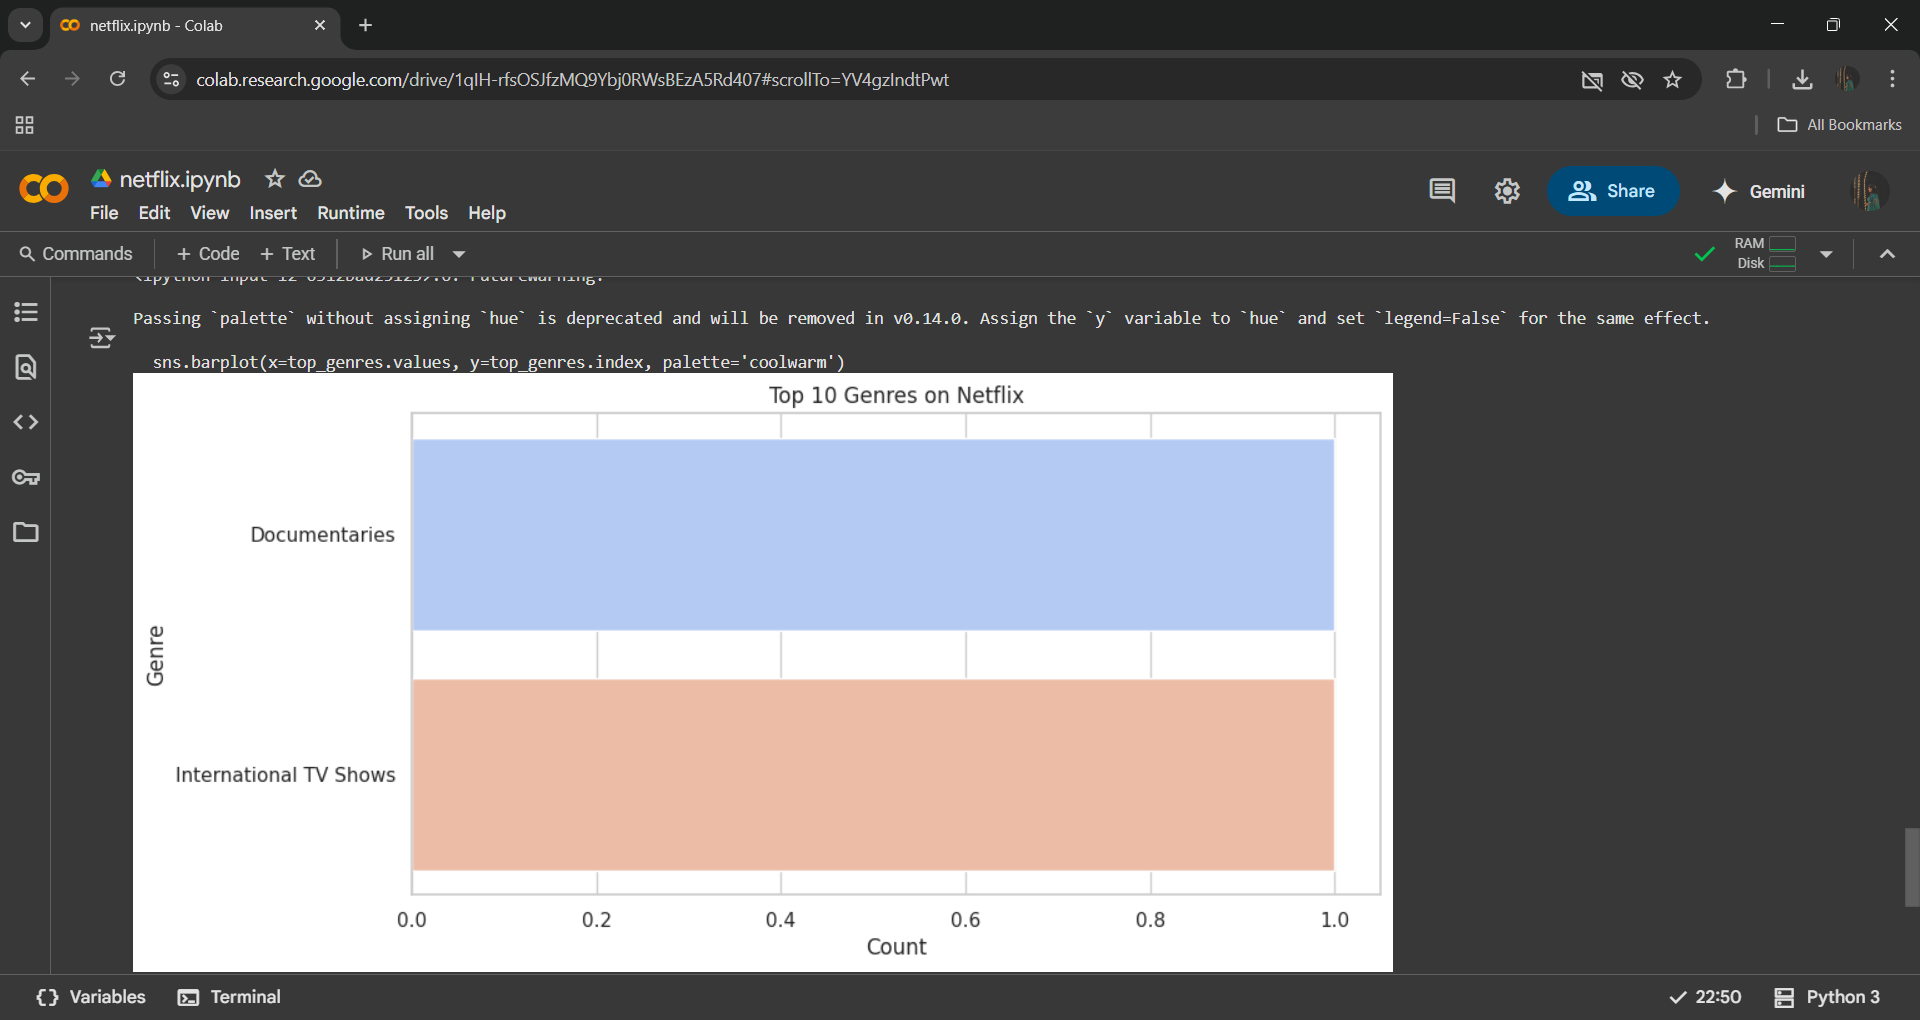 netflix.ipynb - Colab
colab.research.google.com/drive/1qlH-rfsOSJfzMQ9Ybj0RWsBEzA5Rd407#scrollTo=YV4gzlndtPwt
All Bookmarks
netflix.ipynb
File Edit View Insert Runtime Tools Help
Share
Gemini
Commands + Code + Text Run all
RAM
Disk
Passing `palette` without assigning `hue` is deprecated and will be removed in v0.14.0. Assign the `y` variable to `hue` and set `legend=False` for the same effect.
sns.barplot(x=top_genres.values, y=top_genres.index, palette='coolwarm')
Top 10 Genres on Netflix
Documentaries
Genre
International TV Shows
0.0 0.2 0.4 0.6 0.8 1.0
Count
Variables Terminal
22:50 Python 3